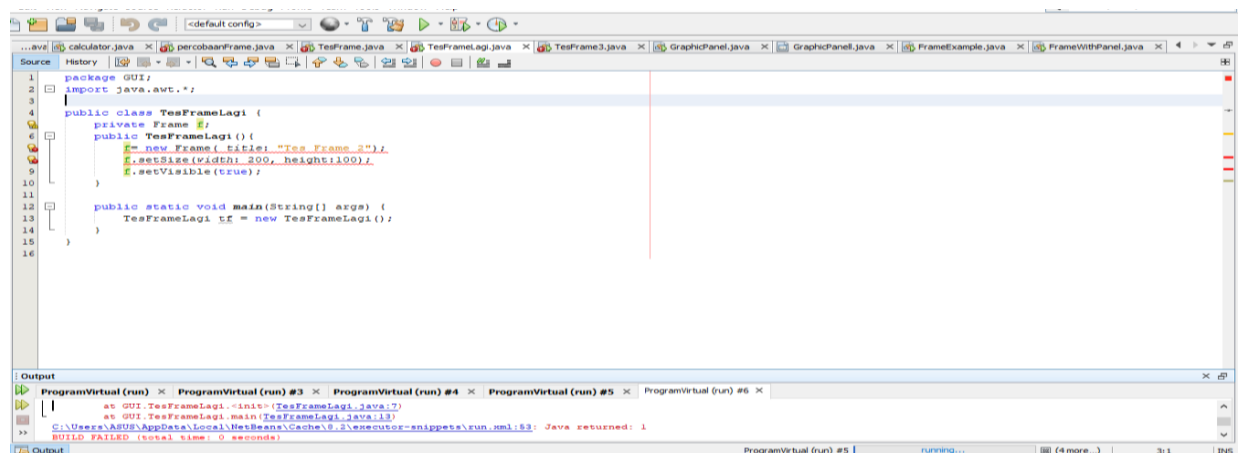 <default config>
...ava calculator.java × percobaanFrame.java × TesFrame.java × TesFrameLagi.java × TesFrame3.java × GraphicPanel.java × GraphicPanell.java × FrameExample.java × FrameWithPanel.java ×
Source History
1 package GUI;
2 import java.awt.*;
3
4 public class TesFrameLagi {
private Frame f;
6 public TesFrameLagi(){
f= new Frame( title: "Tes Frame 2");
f.setSize(width: 200, height:100);
9 f.setVisible(true);
10 }
11
12 public static void main(String[] args) {
13 TesFrameLagi tf = new TesFrameLagi();
14 }
15 }
16
Output
ProgramVirtual (run) × ProgramVirtual (run) #3 × ProgramVirtual (run) #4 × ProgramVirtual (run) #5 × ProgramVirtual (run) #6 ×
at GUI.TesFrameLagi.<init>(TesFrameLagi.java:7)
at GUI.TesFrameLagi.main(TesFrameLagi.java:13)
C:\Users\ASUS\AppData\Local\NetBeans\Cache\8.2\executor-snippets\run.xml:53: Java returned: 1
BUILD FAILED (total time: 0 seconds)
Output ProgramVirtual (run) #5 running... (4 more...) 3:1 INS